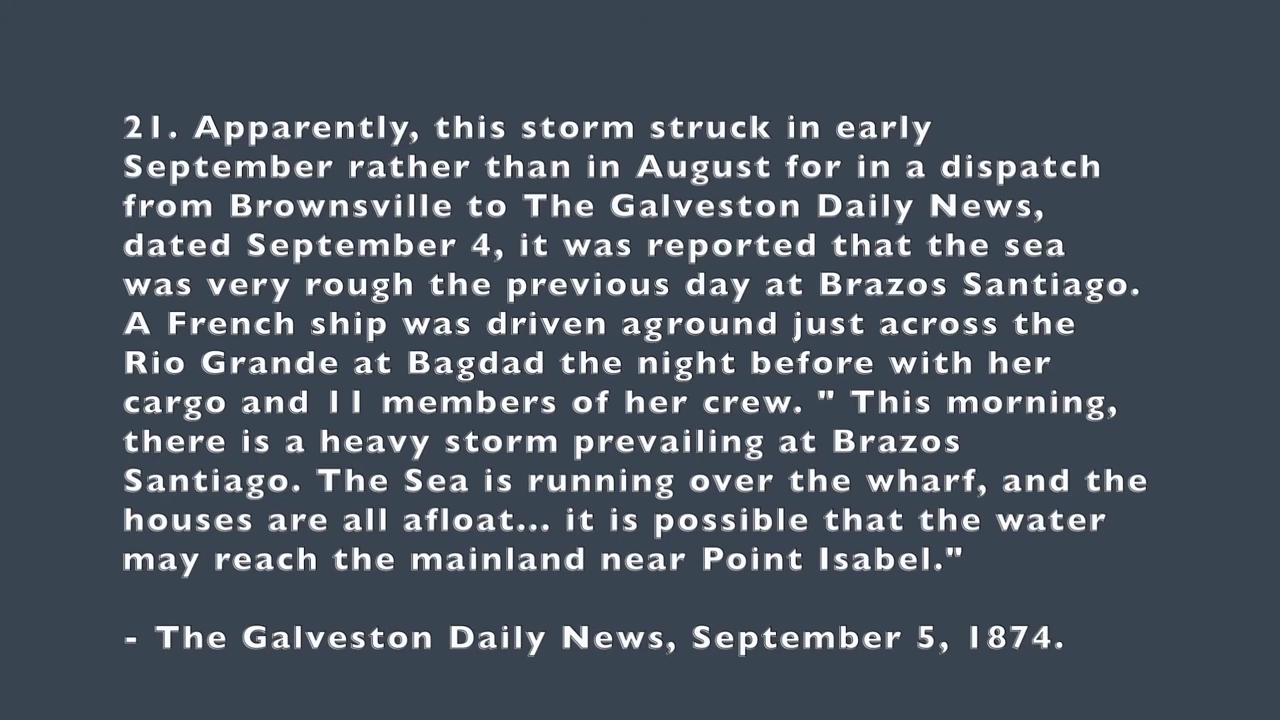 21. Apparently, this storm struck in early
September rather than in August for in a dispatch
from Brownsville to The Galveston Daily News,
dated September 4, it was reported that the sea
was very rough the previous day at Brazos Santiago.
A French ship was driven aground just across the
Rio Grande at Bagdad the night before with her
cargo and 11 members of her crew. " This morning,
there is a heavy storm prevailing at Brazos
Santiago. The Sea is running over the wharf, and the
houses are all afloat... it is possible that the water
may reach the mainland near Point Isabel."
- The Galveston Daily News, September 5, 1874.